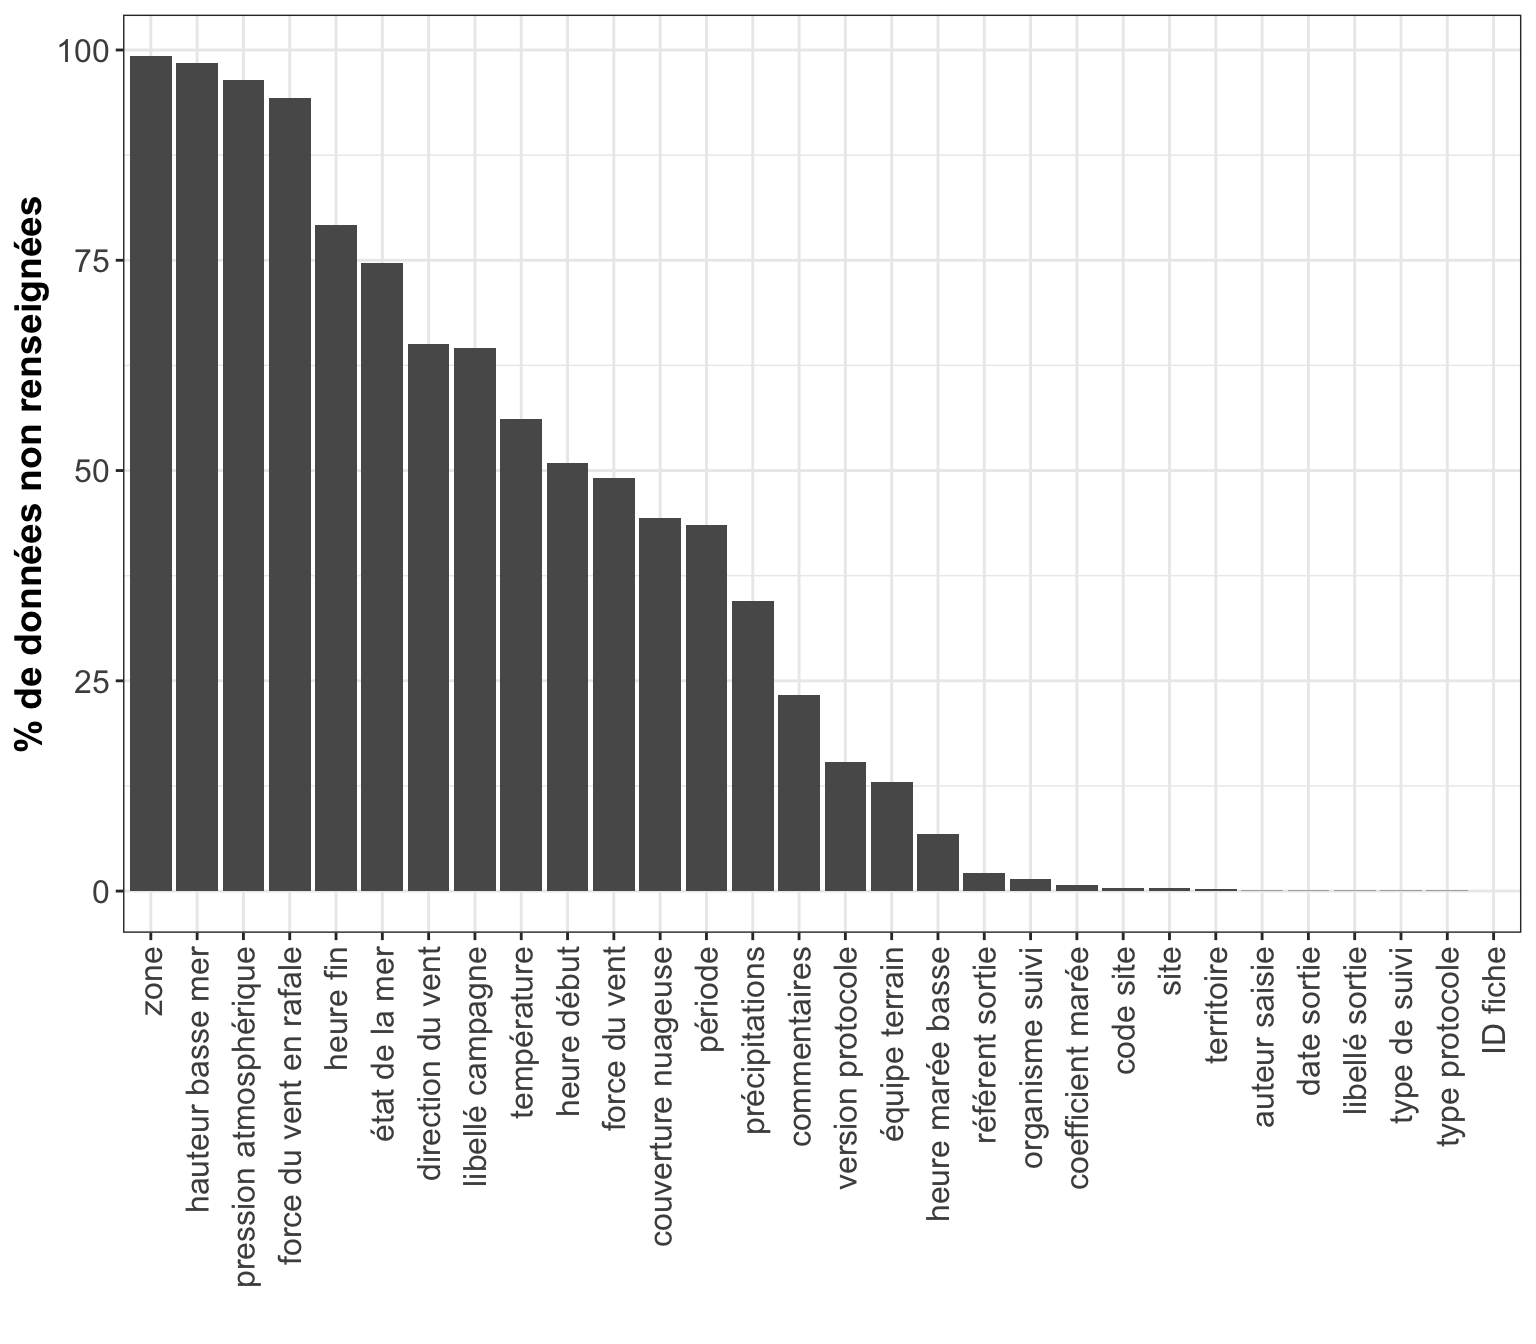 % de données non renseignées
100
75
50
25
0
zone
hauteur basse mer
pression atmosphérique
force du vent en rafale
heure fin
état de la mer
direction du vent
libellé campagne
température
heure début
force du vent
couverture nuageuse
période
précipitations
commentaires
version protocole
équipe terrain
heure marée basse
référent sortie
organisme suivi
coefficient marée
code site
site
territoire
auteur saisie
date sortie
libellé sortie
type de suivi
type protocole
ID fiche